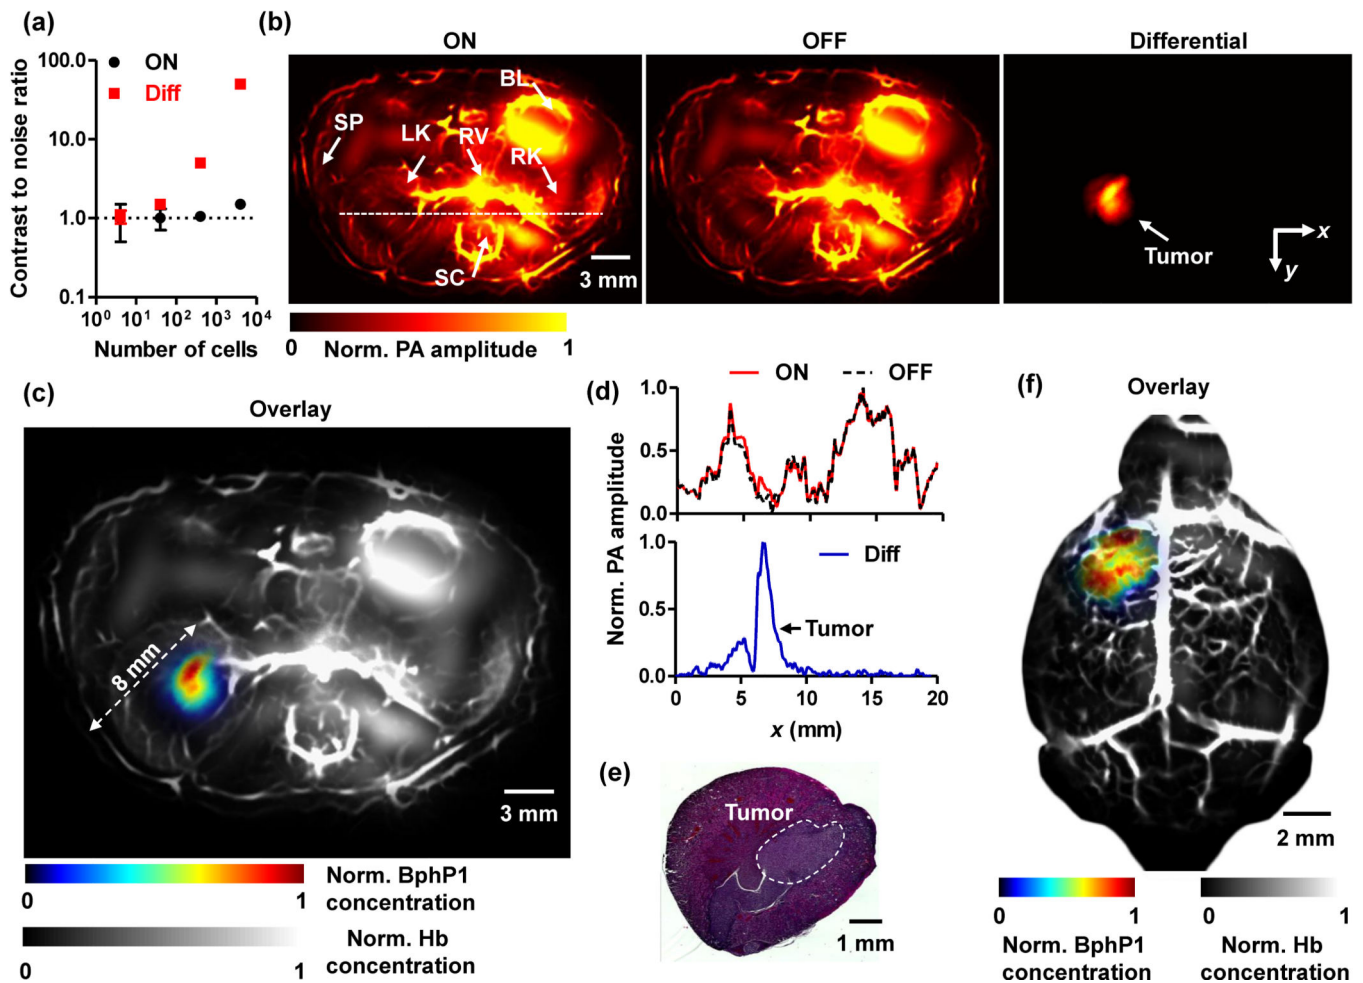 (a)
Contrast to noise ratio
100.0
10.0
1.0
0.1
ON
Diff
10⁰ 10¹ 10² 10³ 10⁴
Number of cells
(b)
ON
OFF
Differential
SP
LK
RV
BL
RK
SC
3 mm
Tumor
x
y
0 Norm. PA amplitude 1
(c)
Overlay
8 mm
3 mm
0 1
Norm. BphP1
concentration
0 1
Norm. Hb
concentration
(d)
ON OFF
Norm. PA amplitude
1.0
0.5
0.0
1.0
0.5
0.0
Diff
Tumor
0 5 10 15 20
x (mm)
(e)
Tumor
1 mm
(f)
Overlay
2 mm
0 1
Norm. BphP1
concentration
0 1
Norm. Hb
concentration